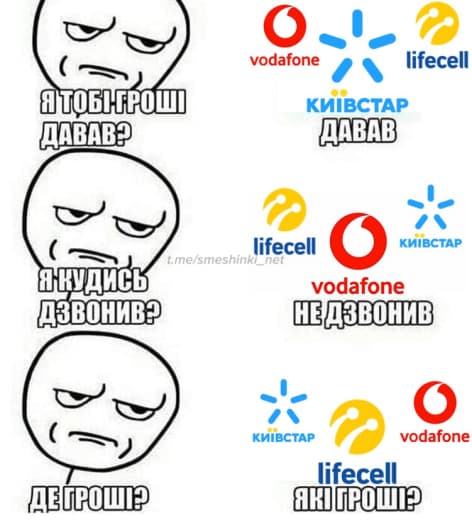 Я ТОБІ ГРОШІ
ДАВАВ?
vodafone
КИЇВСТАР
lifecell
ДАВАВ
t.me/smeshinki_net
Я КУДИСЬ
ДЗВОНИВ?
lifecell
vodafone
КИЇВСТАР
НЕ ДЗВОНИВ
ДЕ ГРОШІ?
КИЇВСТАР
lifecell
vodafone
ЯКІ ГРОШІ?